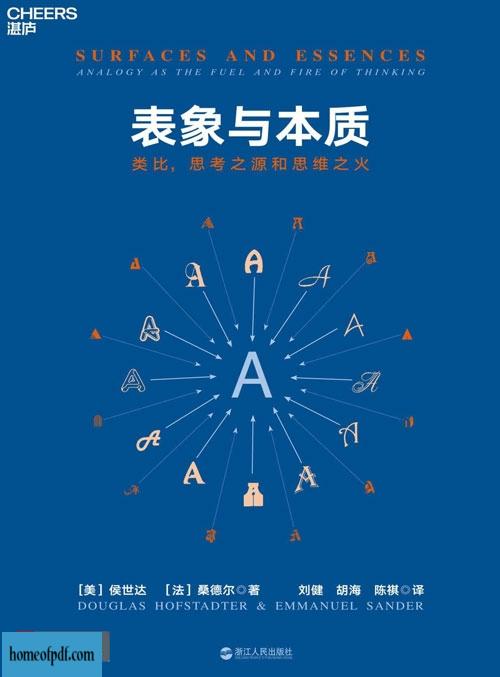 CHEERS
湛庐
SURFACES AND ESSENCES
ANALOGY AS THE FUEL AND FIRE OF THINKING
表象与本质
类比，思考之源和思维之火
A
[美] 侯世达 [法] 桑德尔 著 刘健 胡海 陈祺 译
DOUGLAS HOFSTADTER & EMMANUEL SANDER
homeofpdf.com
浙江人民出版社